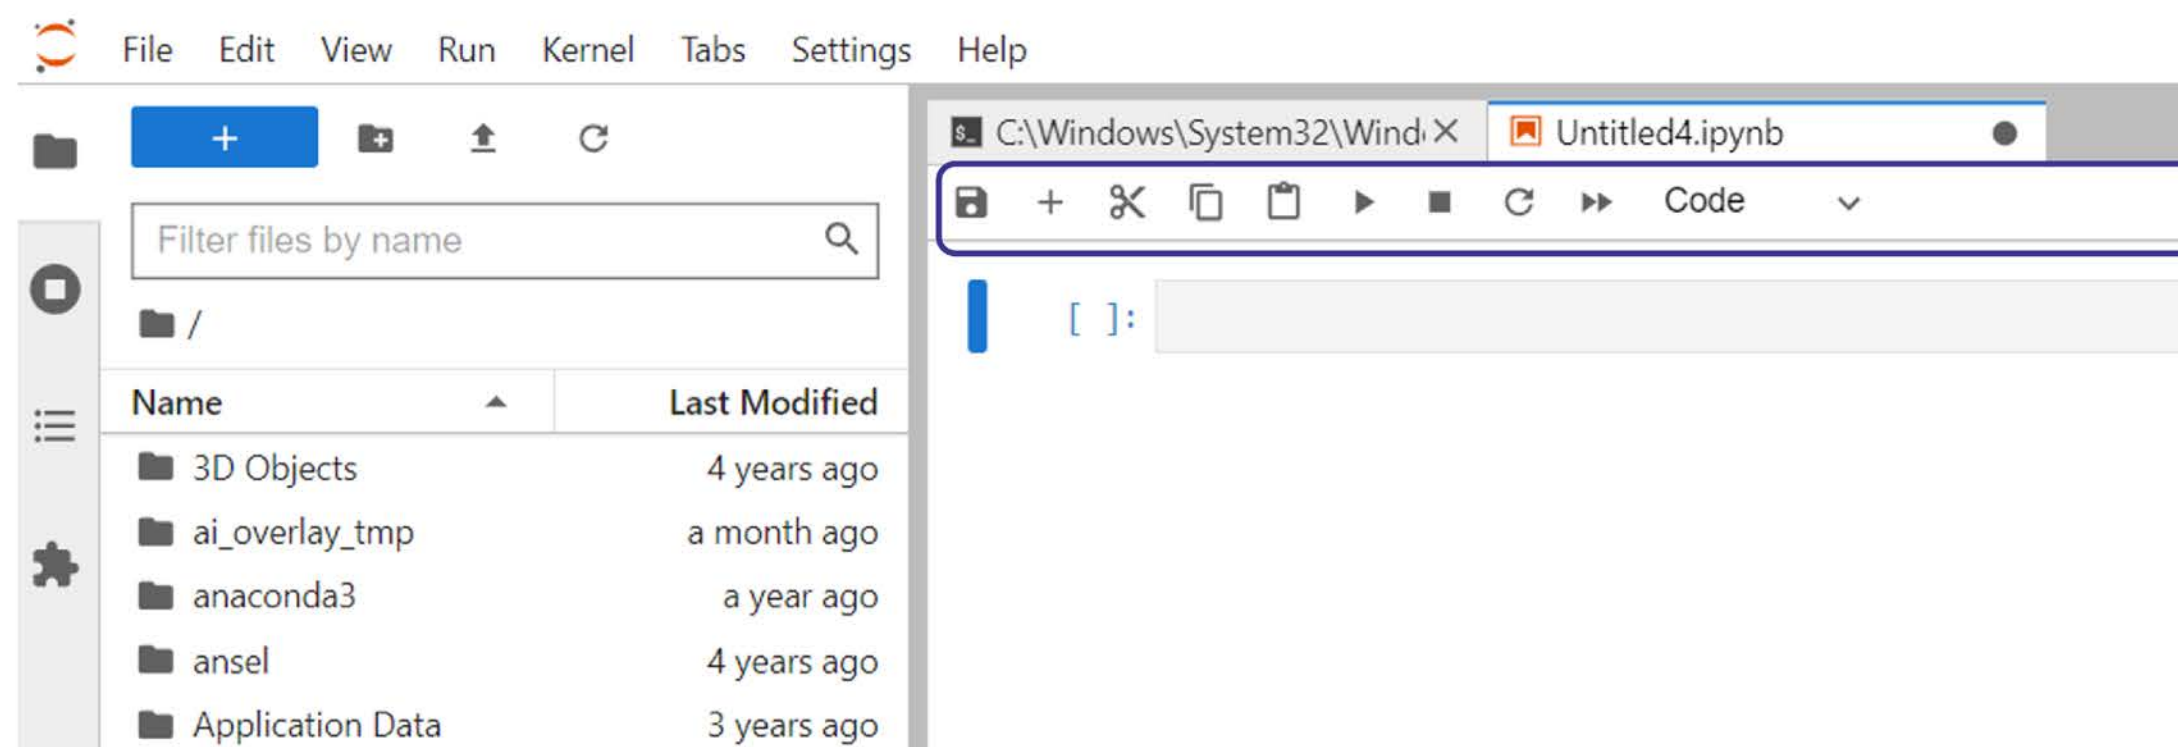 File Edit View Run Kernel Tabs Settings Help
+
Filter files by name
/
Name Last Modified
3D Objects 4 years ago
ai_overlay_tmp a month ago
anaconda3 a year ago
ansel 4 years ago
Application Data 3 years ago
$_ C:\Windows\System32\Wind Untitled4.ipynb
+ Code
[ ]: